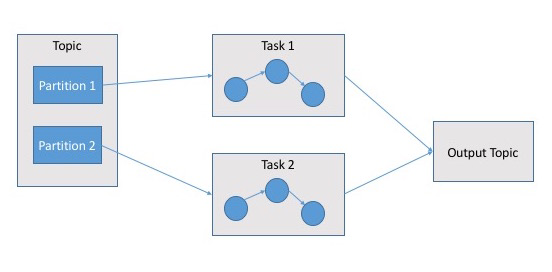 Topic
Partition 1
Partition 2
Task 1
Task 2
Output Topic